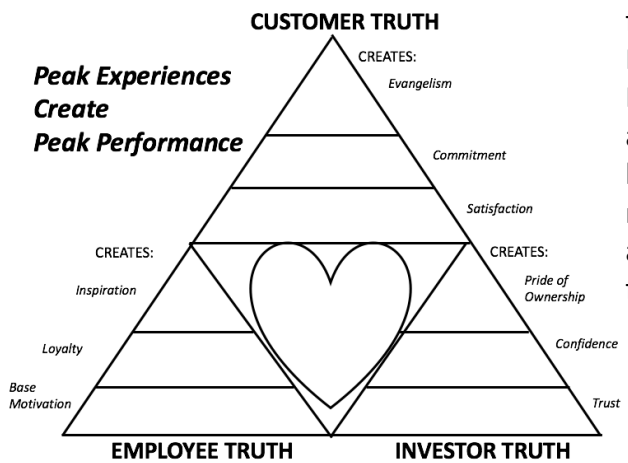 CUSTOMER TRUTH
CREATES:
Evangelism
Peak Experiences
Create
Peak Performance
Commitment
Satisfaction
CREATES:
Inspiration
Loyalty
Base
Motivation
CREATES:
Pride of
Ownership
Confidence
Trust
EMPLOYEE TRUTH
INVESTOR TRUTH